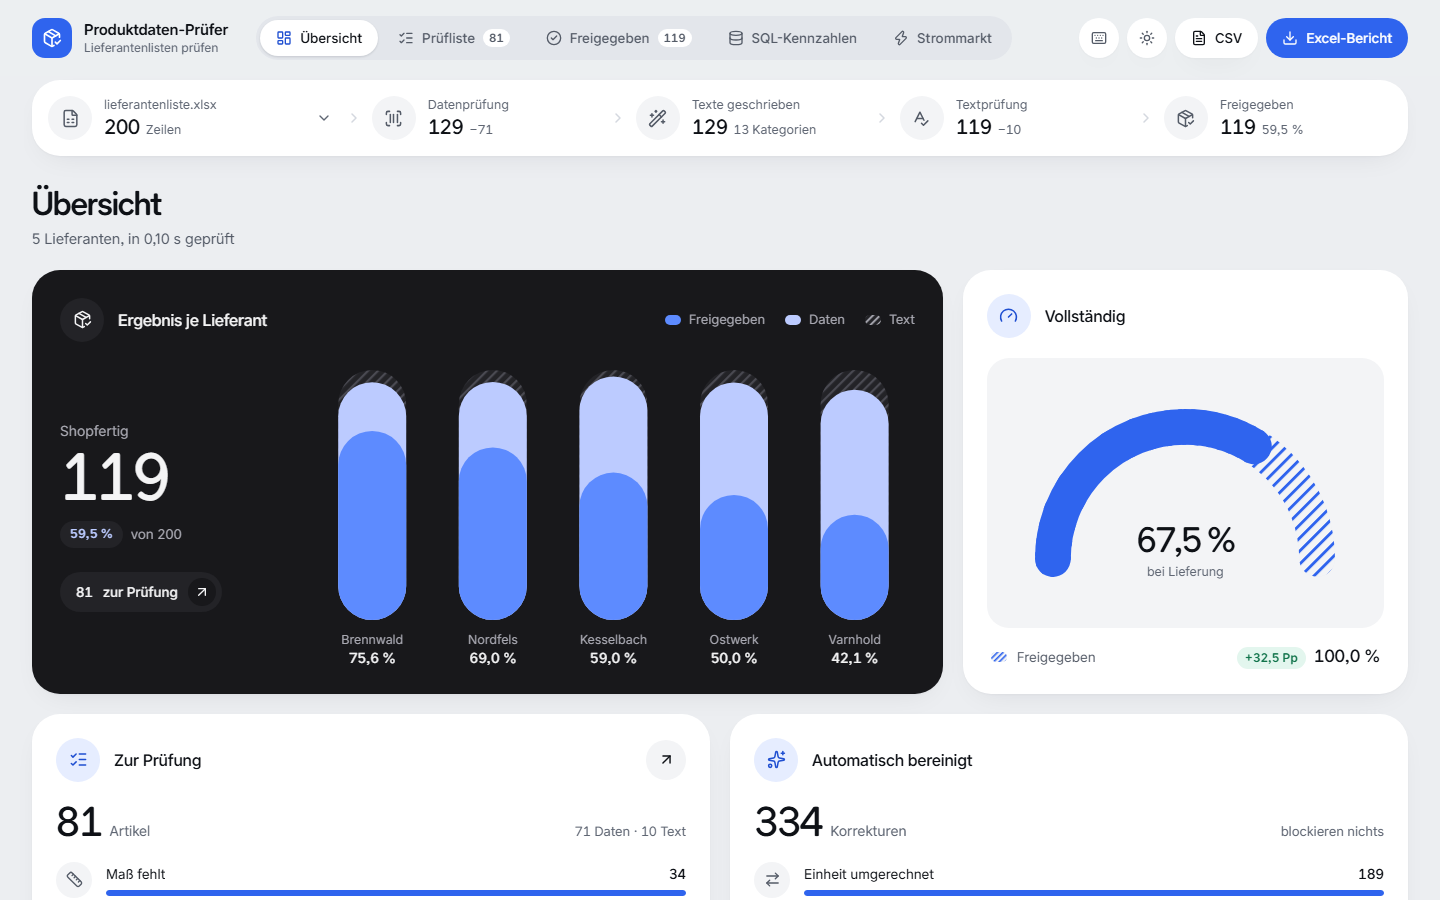 Produktdaten-Prüfer
Lieferantenlisten prüfen
Übersicht
Prüfliste 81
Freigegeben 119
SQL-Kennzahlen
Strommarkt
CSV
Excel-Bericht
lieferantenliste.xlsx
200 Zeilen
Datenprüfung
129 −71
Texte geschrieben
129 13 Kategorien
Textprüfung
119 −10
Freigegeben
119 59,5 %
Übersicht
5 Lieferanten, in 0,10 s geprüft
Ergebnis je Lieferant
Freigegeben
Daten
Text
Shopfertig
119
59,5 % von 200
81 zur Prüfung
Brennwald
75,6 %
Nordfels
69,0 %
Kesselbach
59,0 %
Ostwerk
50,0 %
Varnhold
42,1 %
Vollständig
67,5 %
bei Lieferung
Freigegeben
+32,5 Pp 100,0 %
Zur Prüfung
81 Artikel
71 Daten · 10 Text
Maß fehlt 34
Automatisch bereinigt
334 Korrekturen
blockieren nichts
Einheit umgerechnet 189